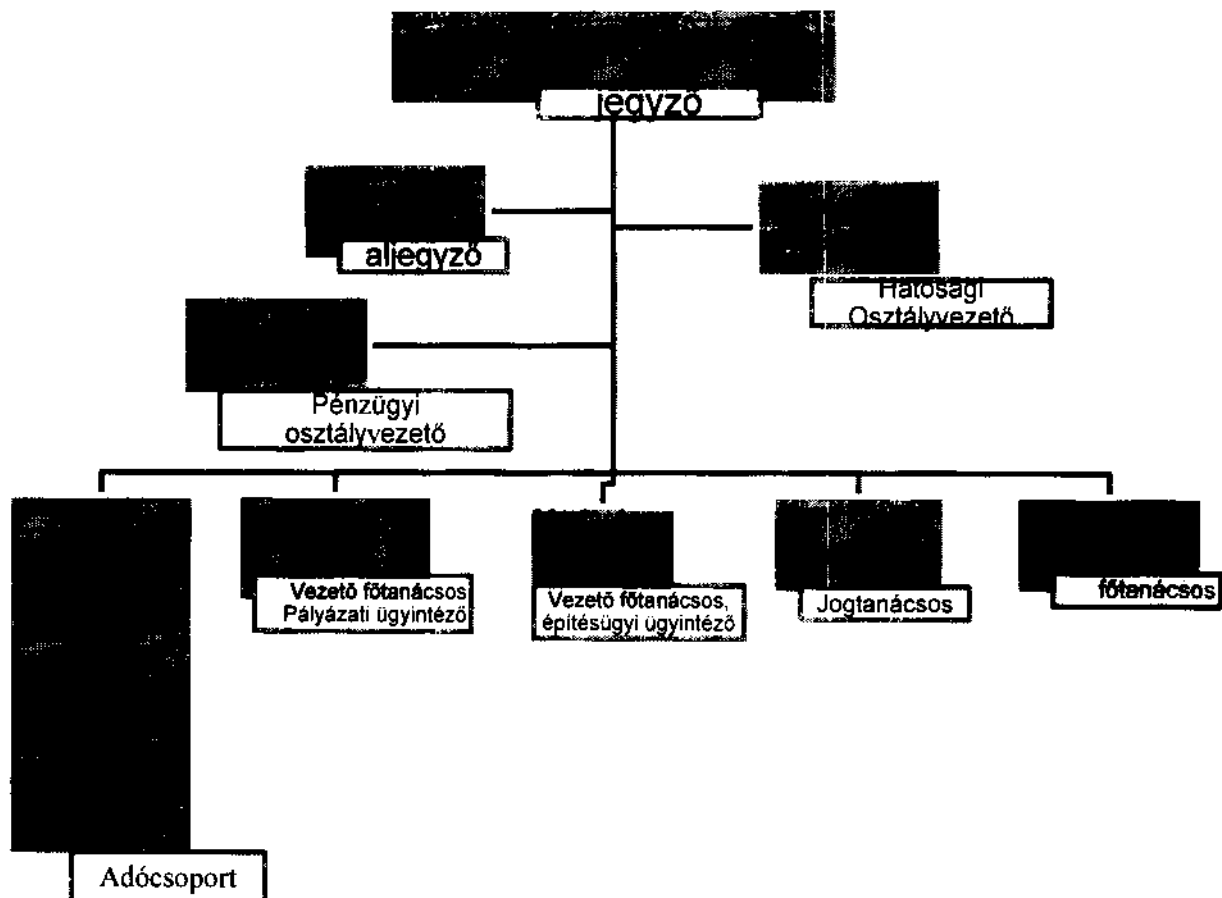 jegyző
aljegyző
Hatósági
Osztályvezető
Pénzügyi
osztályvezető
Vezető főtanácsos
Pályázati ügyintéző
Vezető főtanácsos,
építésügyi ügyintéző
Jogtanácsos
főtanácsos
Adócsoport